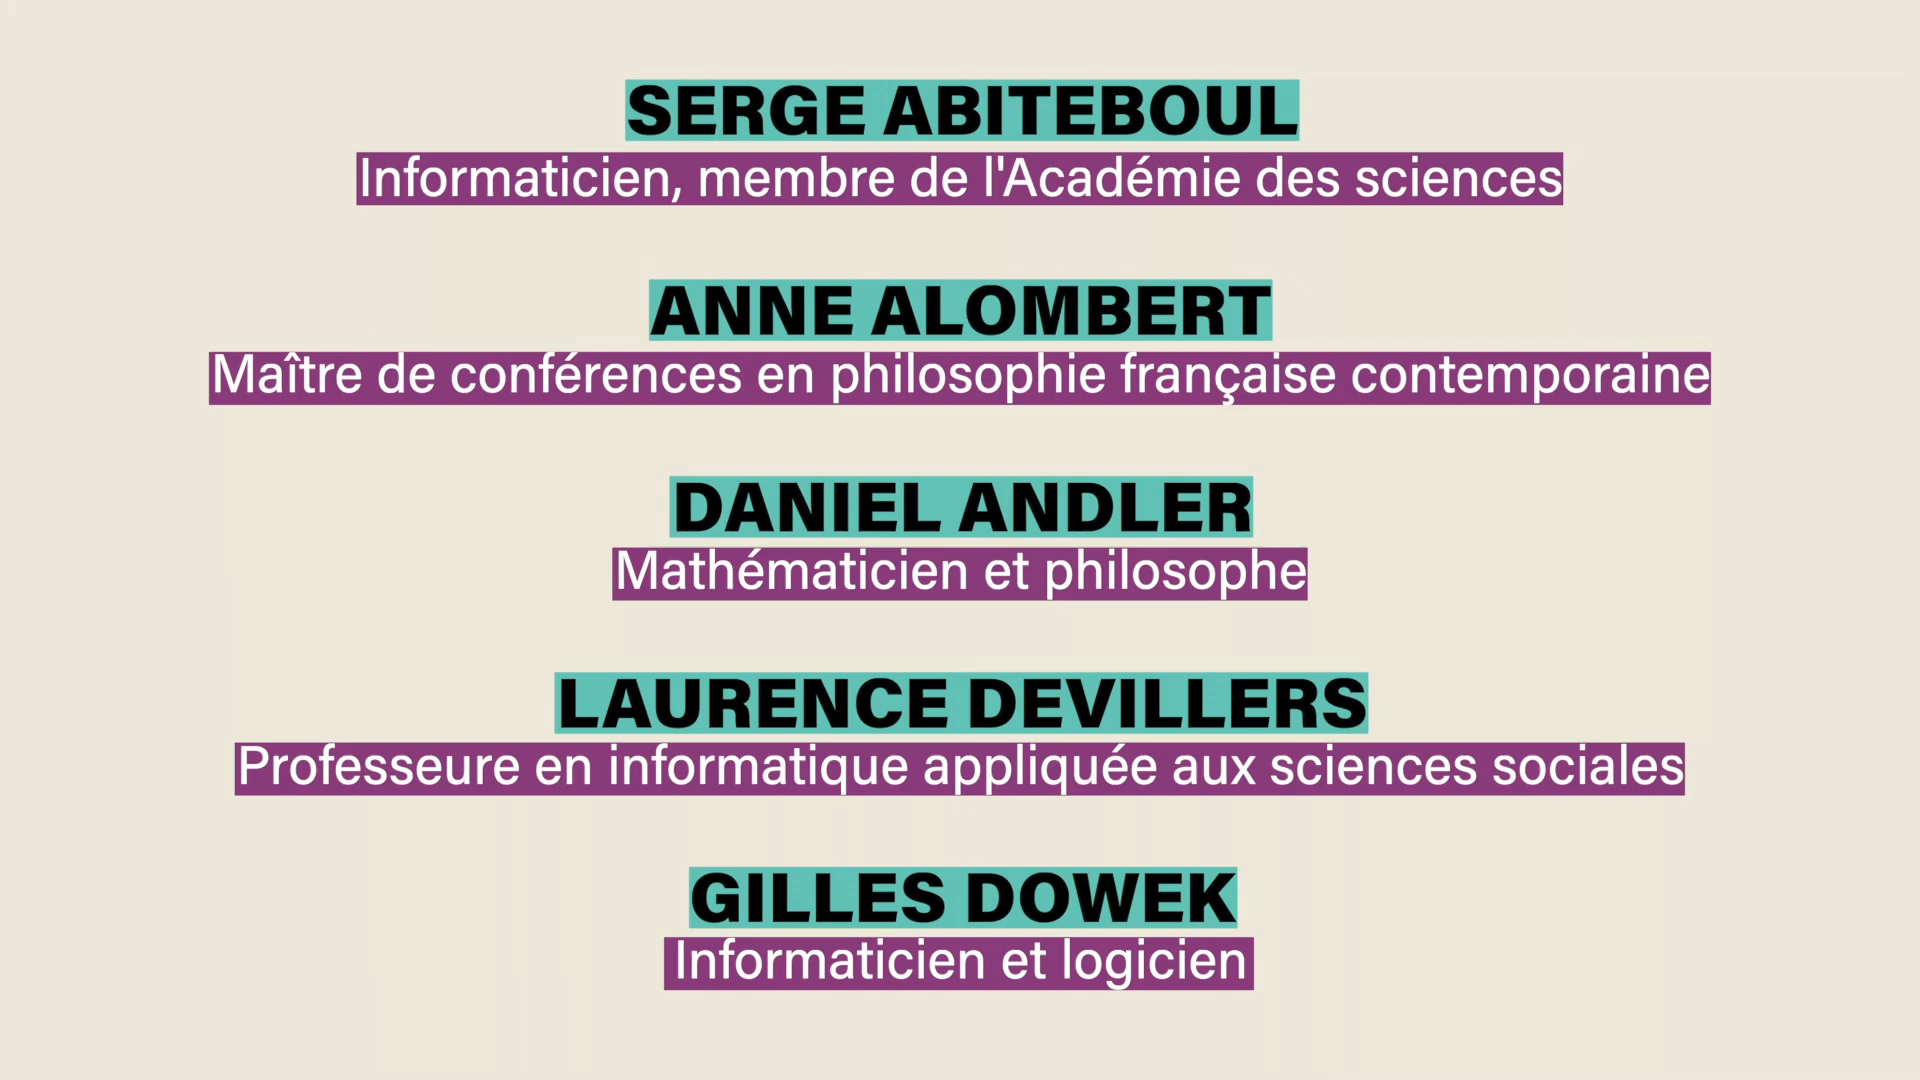 SERGE ABITEBOUL
Informaticien, membre de l'Académie des sciences
ANNE ALOMBERT
Maître de conférences en philosophie française contemporaine
DANIEL ANDLER
Mathématicien et philosophe
LAURENCE DEVILLERS
Professeure en informatique appliquée aux sciences sociales
GILLES DOWEK
Informaticien et logicien